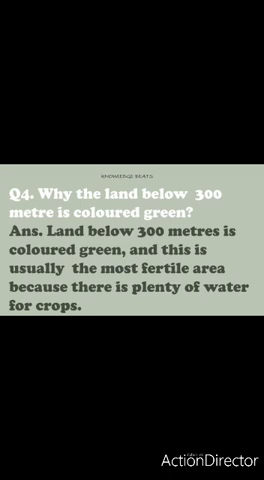 KNOWLEDGE BEATS
Q4. Why the land below 300
metre is coloured green?
Ans. Land below 300 metres is
coloured green, and this is
usually the most fertile area
because there is plenty of water
for crops.
ActionDirector